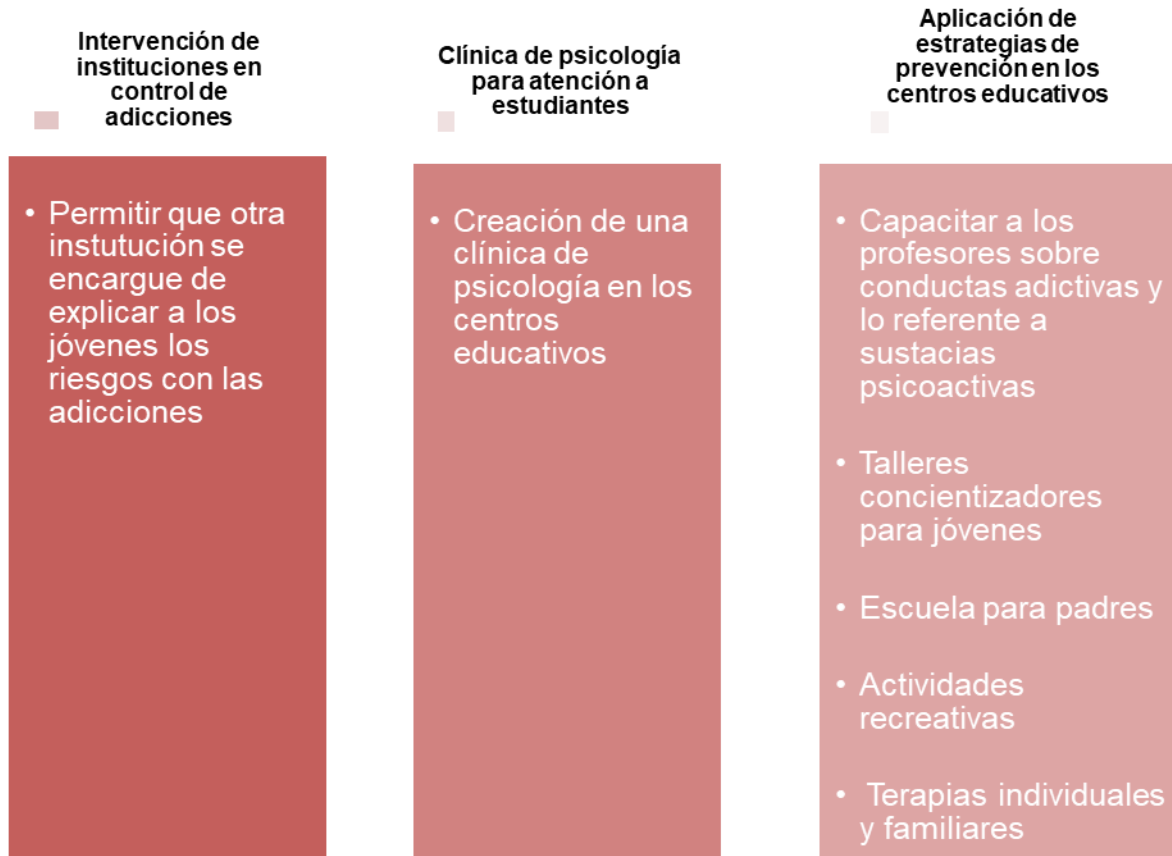 Intervención de
instituciones en
control de
adicciones
• Permitir que otra
instutución se
encargue de
explicar a los
jóvenes los
riesgos con las
adicciones
Clínica de psicología
para atención a
estudiantes
• Creación de una
clínica de
psicología en los
centros
educativos
Aplicación de
estrategias de
prevención en los
centros educativos
• Capacitar a los
profesores sobre
conductas adictivas y
lo referente a
sustacias
psicoactivas
• Talleres
concientizadores
para jóvenes
• Escuela para padres
• Actividades
recreativas
• Terapias individuales
y familiares